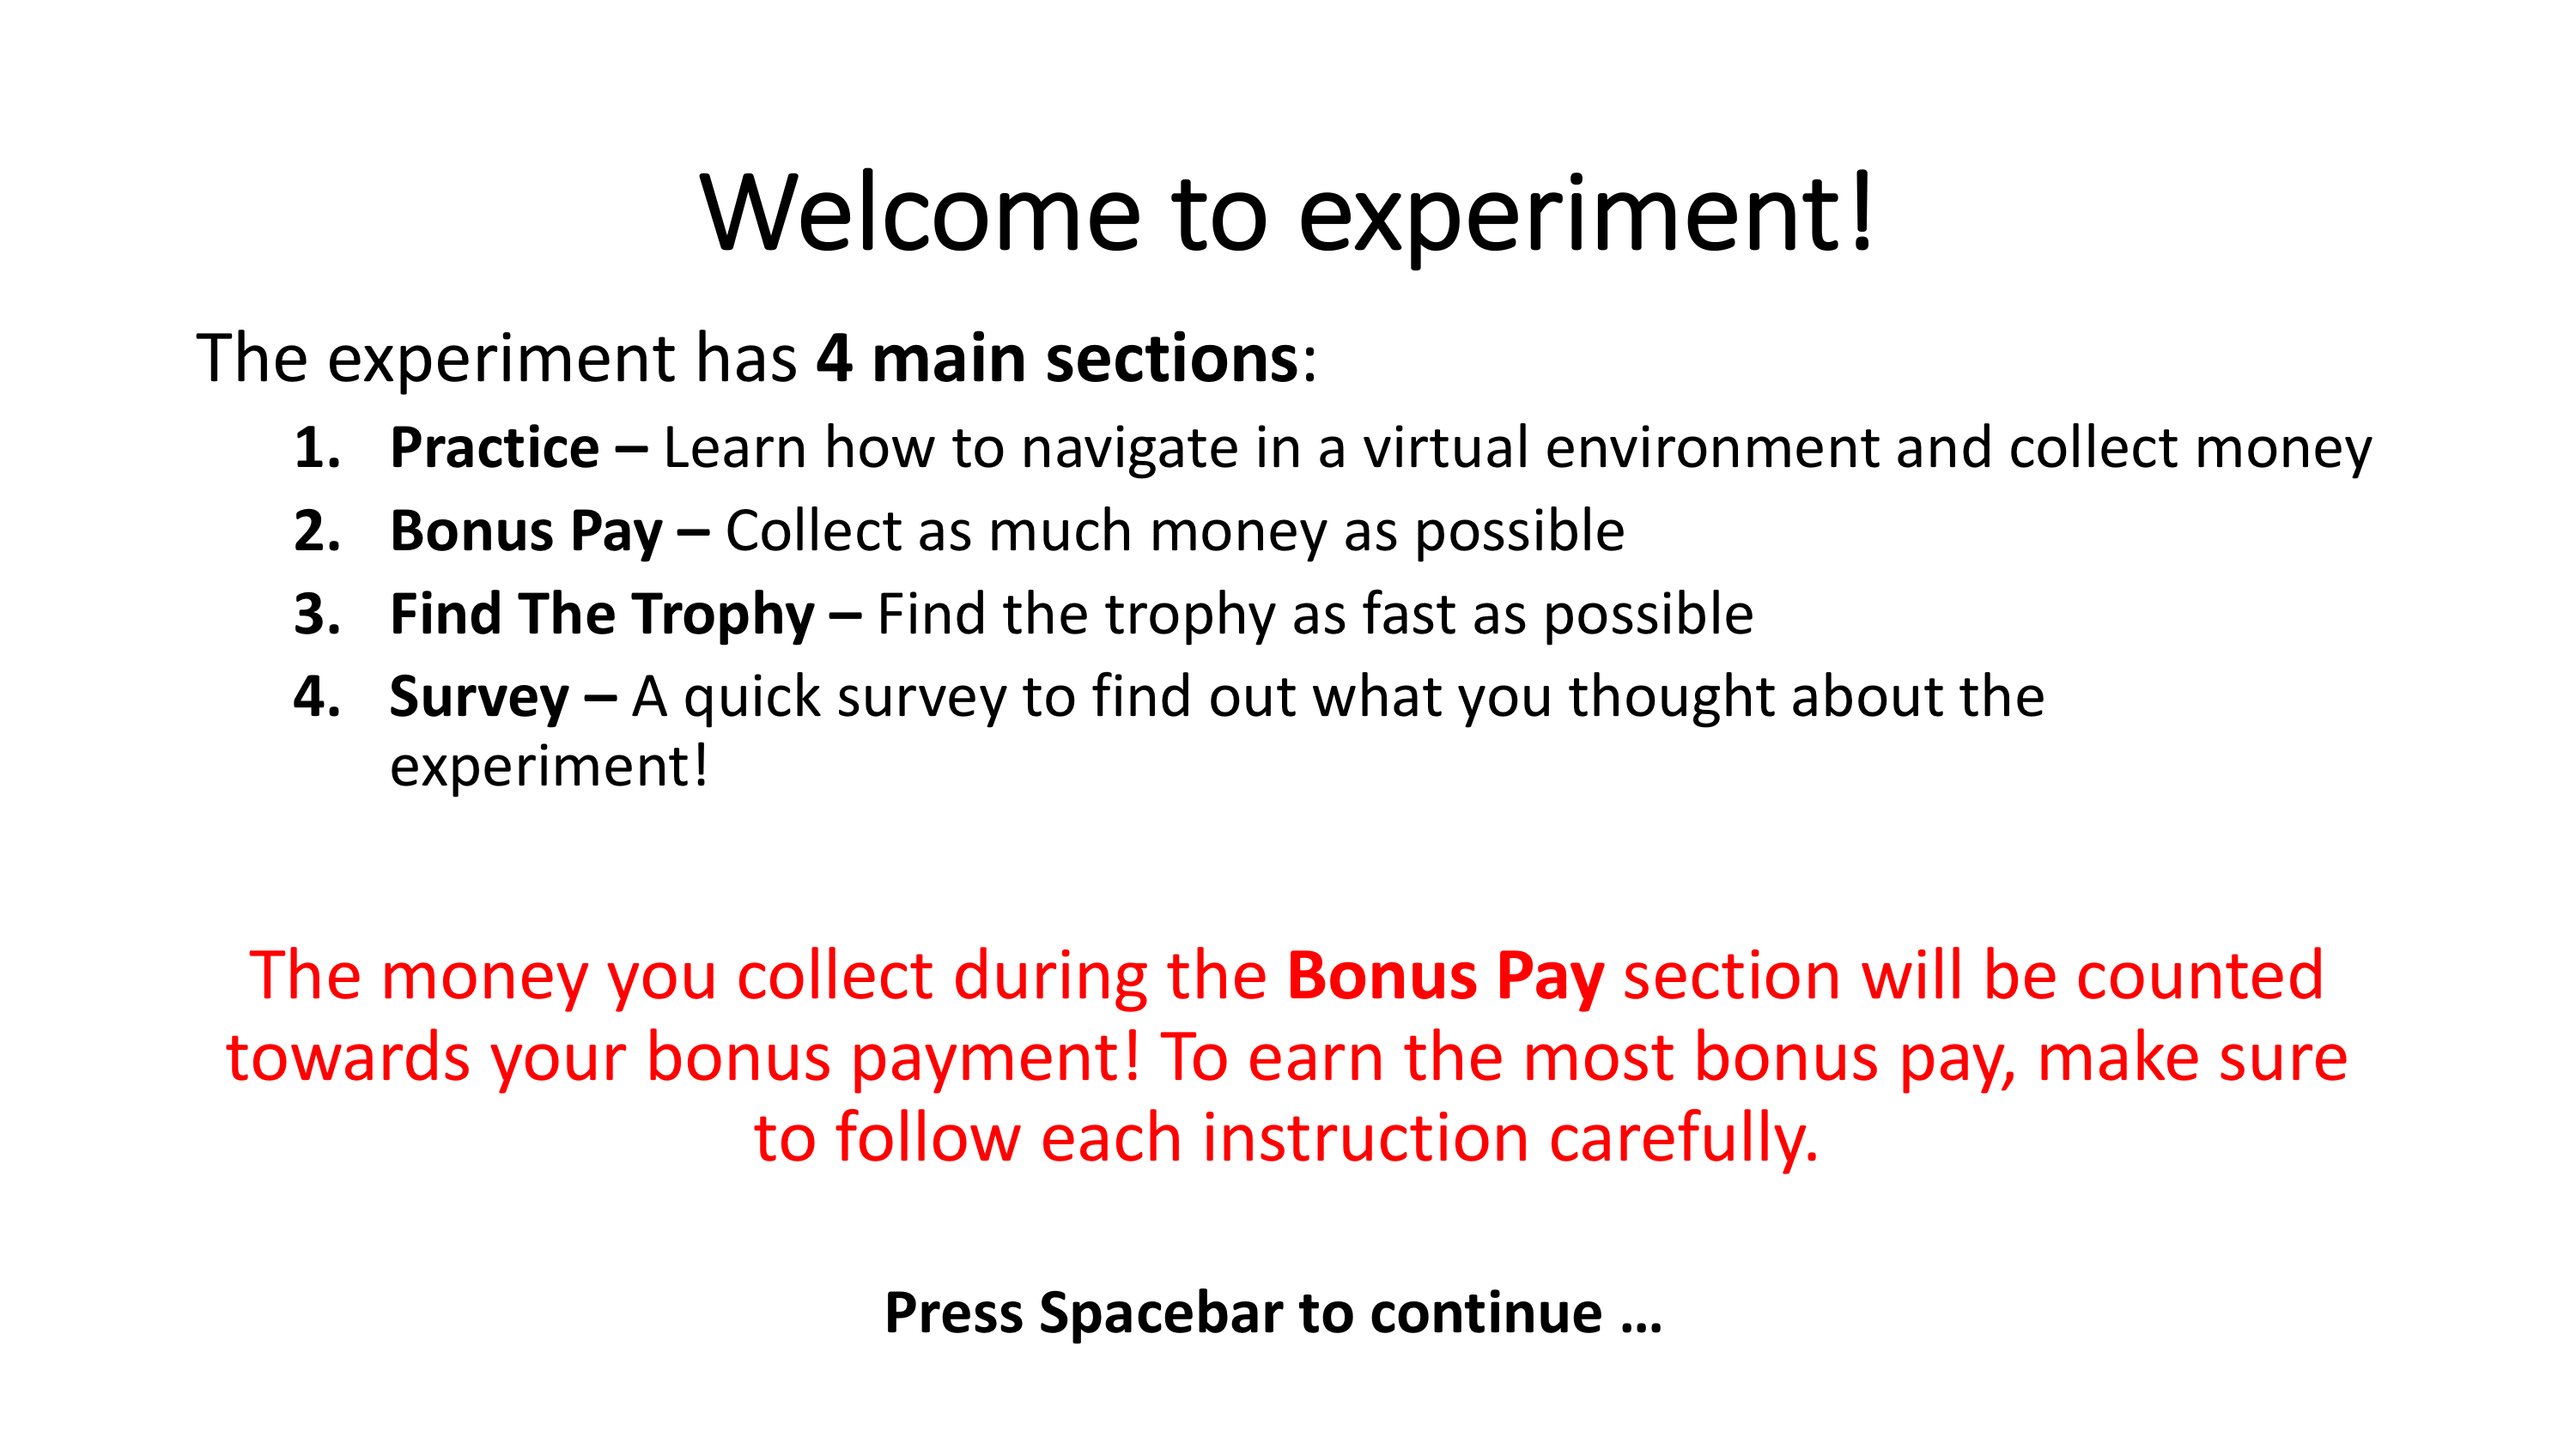 Welcome to experiment!
The experiment has 4 main sections:
1. Practice – Learn how to navigate in a virtual environment and collect money
2. Bonus Pay – Collect as much money as possible
3. Find The Trophy – Find the trophy as fast as possible
4. Survey – A quick survey to find out what you thought about the
experiment!
The money you collect during the Bonus Pay section will be counted
towards your bonus payment! To earn the most bonus pay, make sure
to follow each instruction carefully.
Press Spacebar to continue ...